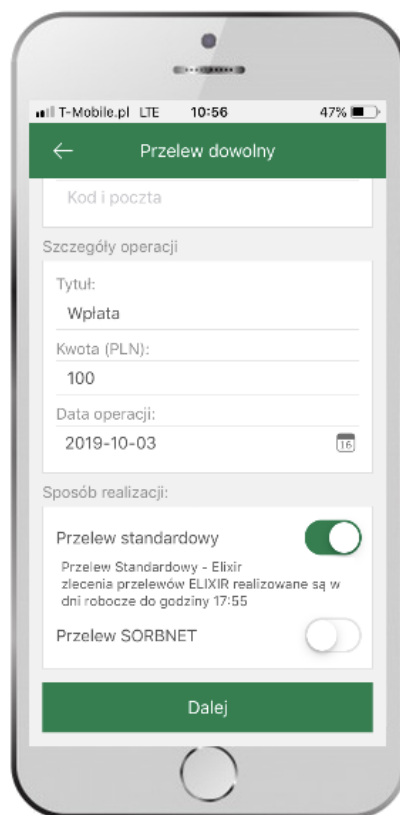 T-Mobile.pl LTE 10:56 47%
Przelew dowolny
Kod i poczta
Szczegóły operacji
Tytuł:
Wpłata
Kwota (PLN):
100
Data operacji:
2019-10-03
16
Sposób realizacji:
Przelew standardowy
Przelew Standardowy - Elixir
zlecenia przelewów ELIXIR realizowane są w
dni robocze do godziny 17:55
Przelew SORBNET
Dalej